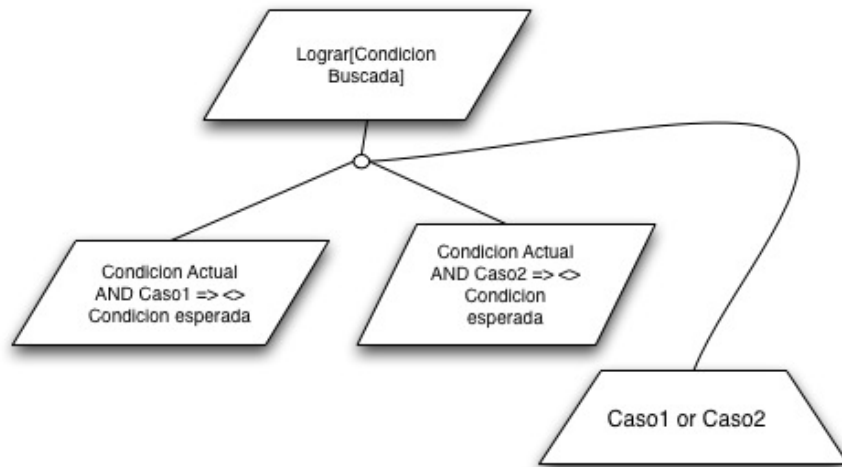 Lograr[Condicion
Buscada]
Condicion Actual
AND Caso1 => <>
Condicion esperada
Condicion Actual
AND Caso2 => <>
Condicion
esperada
Caso1 or Caso2